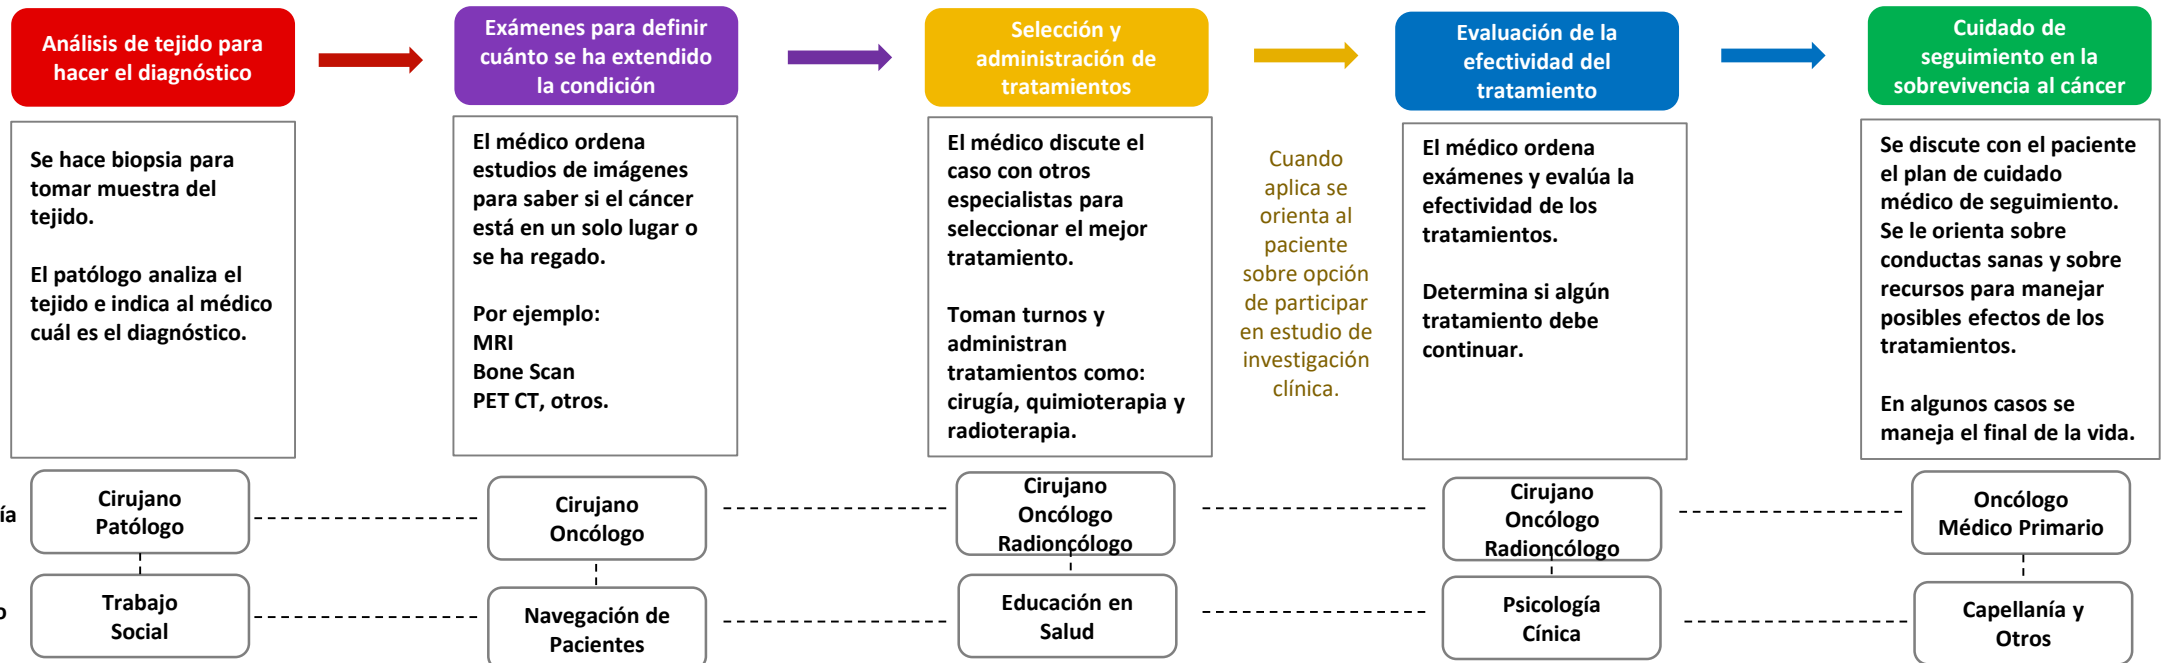 Análisis de tejido para
hacer el diagnóstico
Exámenes para definir
cuánto se ha extendido
la condición
Selección y
administración de
tratamientos
Evaluación de la
efectividad del
tratamiento
Cuidado de
seguimiento en la
sobrevivencia al cáncer
Se hace biopsia para
tomar muestra del
tejido.
El patólogo analiza el
tejido e indica al médico
cuál es el diagnóstico.
El médico ordena
estudios de imágenes
para saber si el cáncer
está en un solo lugar o
se ha regado.
Por ejemplo:
MRI
Bone Scan
PET CT, otros.
El médico discute el
caso con otros
especialistas para
seleccionar el mejor
tratamiento.
Toman turnos y
administran
tratamientos como:
cirugía, quimioterapia y
radioterapia.
Cuando
aplica se
orienta al
paciente
sobre opción
de participar
en estudio de
investigación
clínica.
El médico ordena
exámenes y evalúa la
efectividad de los
tratamientos.
Determina si algún
tratamiento debe
continuar.
Se discute con el paciente
el plan de cuidado
médico de seguimiento.
Se le orienta sobre
conductas sanas y sobre
recursos para manejar
posibles efectos de los
tratamientos.
En algunos casos se
maneja el final de la vida.
ía
Cirujano
Patólogo
Cirujano
Oncólogo
Cirujano
Oncólogo
Radioncólogo
Cirujano
Oncólogo
Radioncólogo
Oncólogo
Médico Primario
o
Trabajo
Social
Navegación de
Pacientes
Educación en
Salud
Psicología
Cínica
Capellanía y
Otros